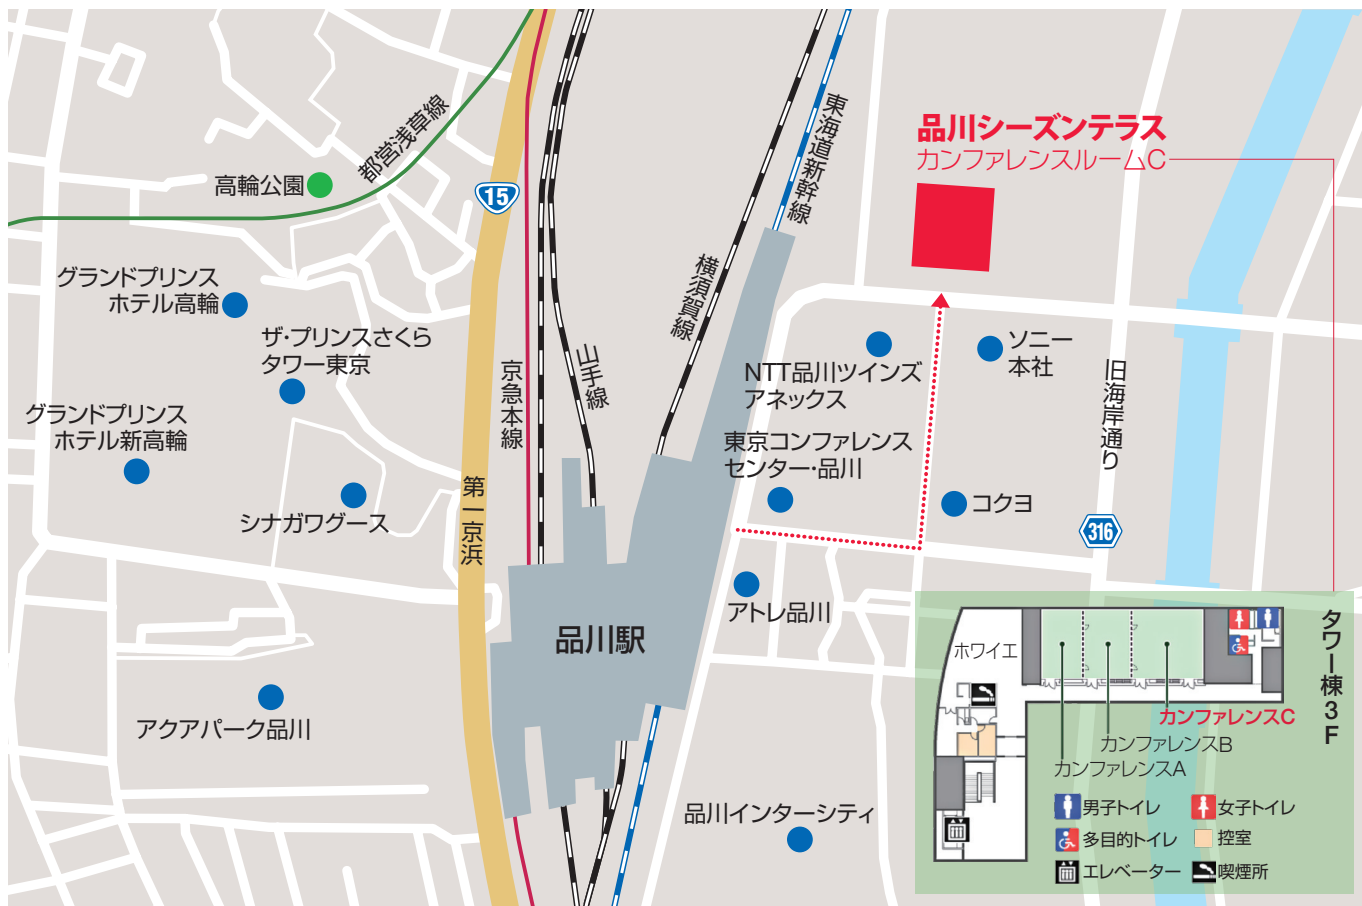 品川シーズンテラス
カンファレンスルームC
都営浅草線
高輪公園
15
東海道新幹線
横須賀線
山手線
京急本線
グランドプリンス
ホテル高輪
ザ・プリンスさくら
タワー東京
グランドプリンス
ホテル新高輪
シナガワグース
第一京浜
NTT品川ツインズ
アネックス
ソニー
本社
旧海岸通り
東京コンファレンス
センター・品川
コクヨ
316
アトレ品川
品川駅
アクアパーク品川
品川インターシティ
タワー棟3F
ホワイエ
カンファレンスC
カンファレンスB
カンファレンスA
男子トイレ
女子トイレ
多目的トイレ
控室
エレベーター
喫煙所